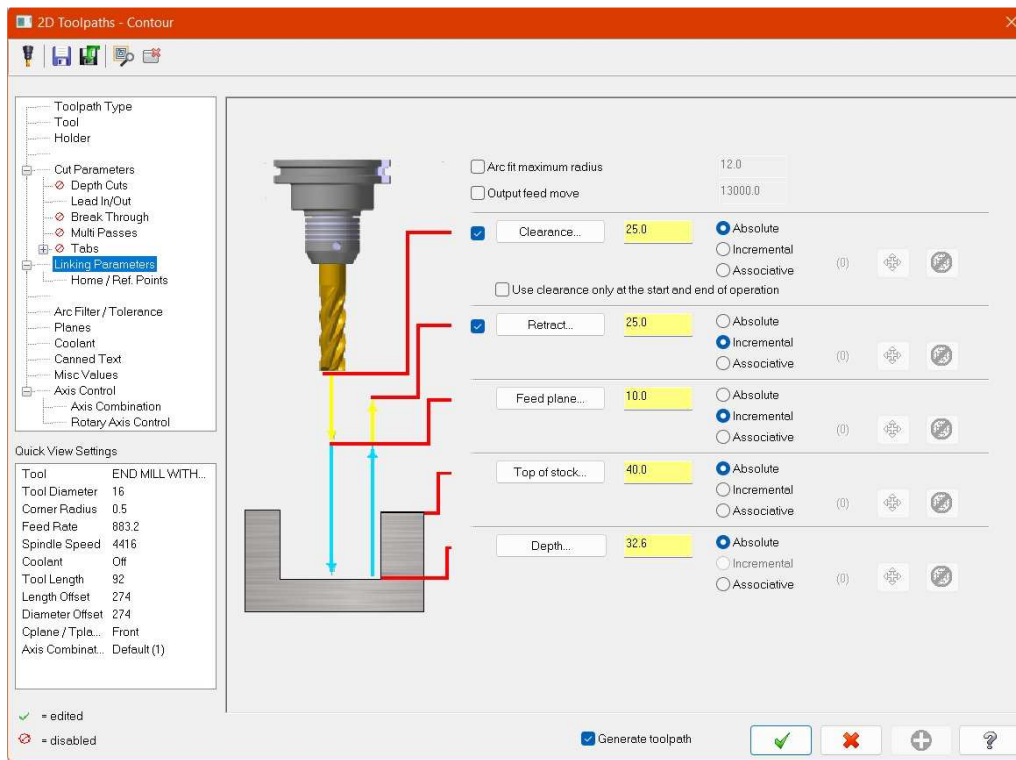 2D Toolpaths - Contour
Toolpath Type
Tool
Holder
Cut Parameters
Depth Cuts
Lead In/Out
Break Through
Multi Passes
Tabs
Linking Parameters
Home / Ref. Points
Arc Filter / Tolerance
Planes
Coolant
Canned Text
Misc Values
Axis Control
Axis Combination
Rotary Axis Control
Quick View Settings
Tool END MILL WITH...
Tool Diameter 16
Corner Radius 0.5
Feed Rate 883.2
Spindle Speed 4416
Coolant Off
Tool Length 92
Length Offset 274
Diameter Offset 274
Cplane / Tpla... Front
Axis Combinat... Default (1)
= edited
= disabled
Arc fit maximum radius 12.0
Output feed move 13000.0
Clearance... 25.0 Absolute
Incremental
Associative (0)
Use clearance only at the start and end of operation
Retract... 25.0 Absolute
Incremental
Associative (0)
Feed plane... 10.0 Absolute
Incremental
Associative (0)
Top of stock... 40.0 Absolute
Incremental
Associative (0)
Depth... 32.6 Absolute
Incremental
Associative (0)
Generate toolpath
?